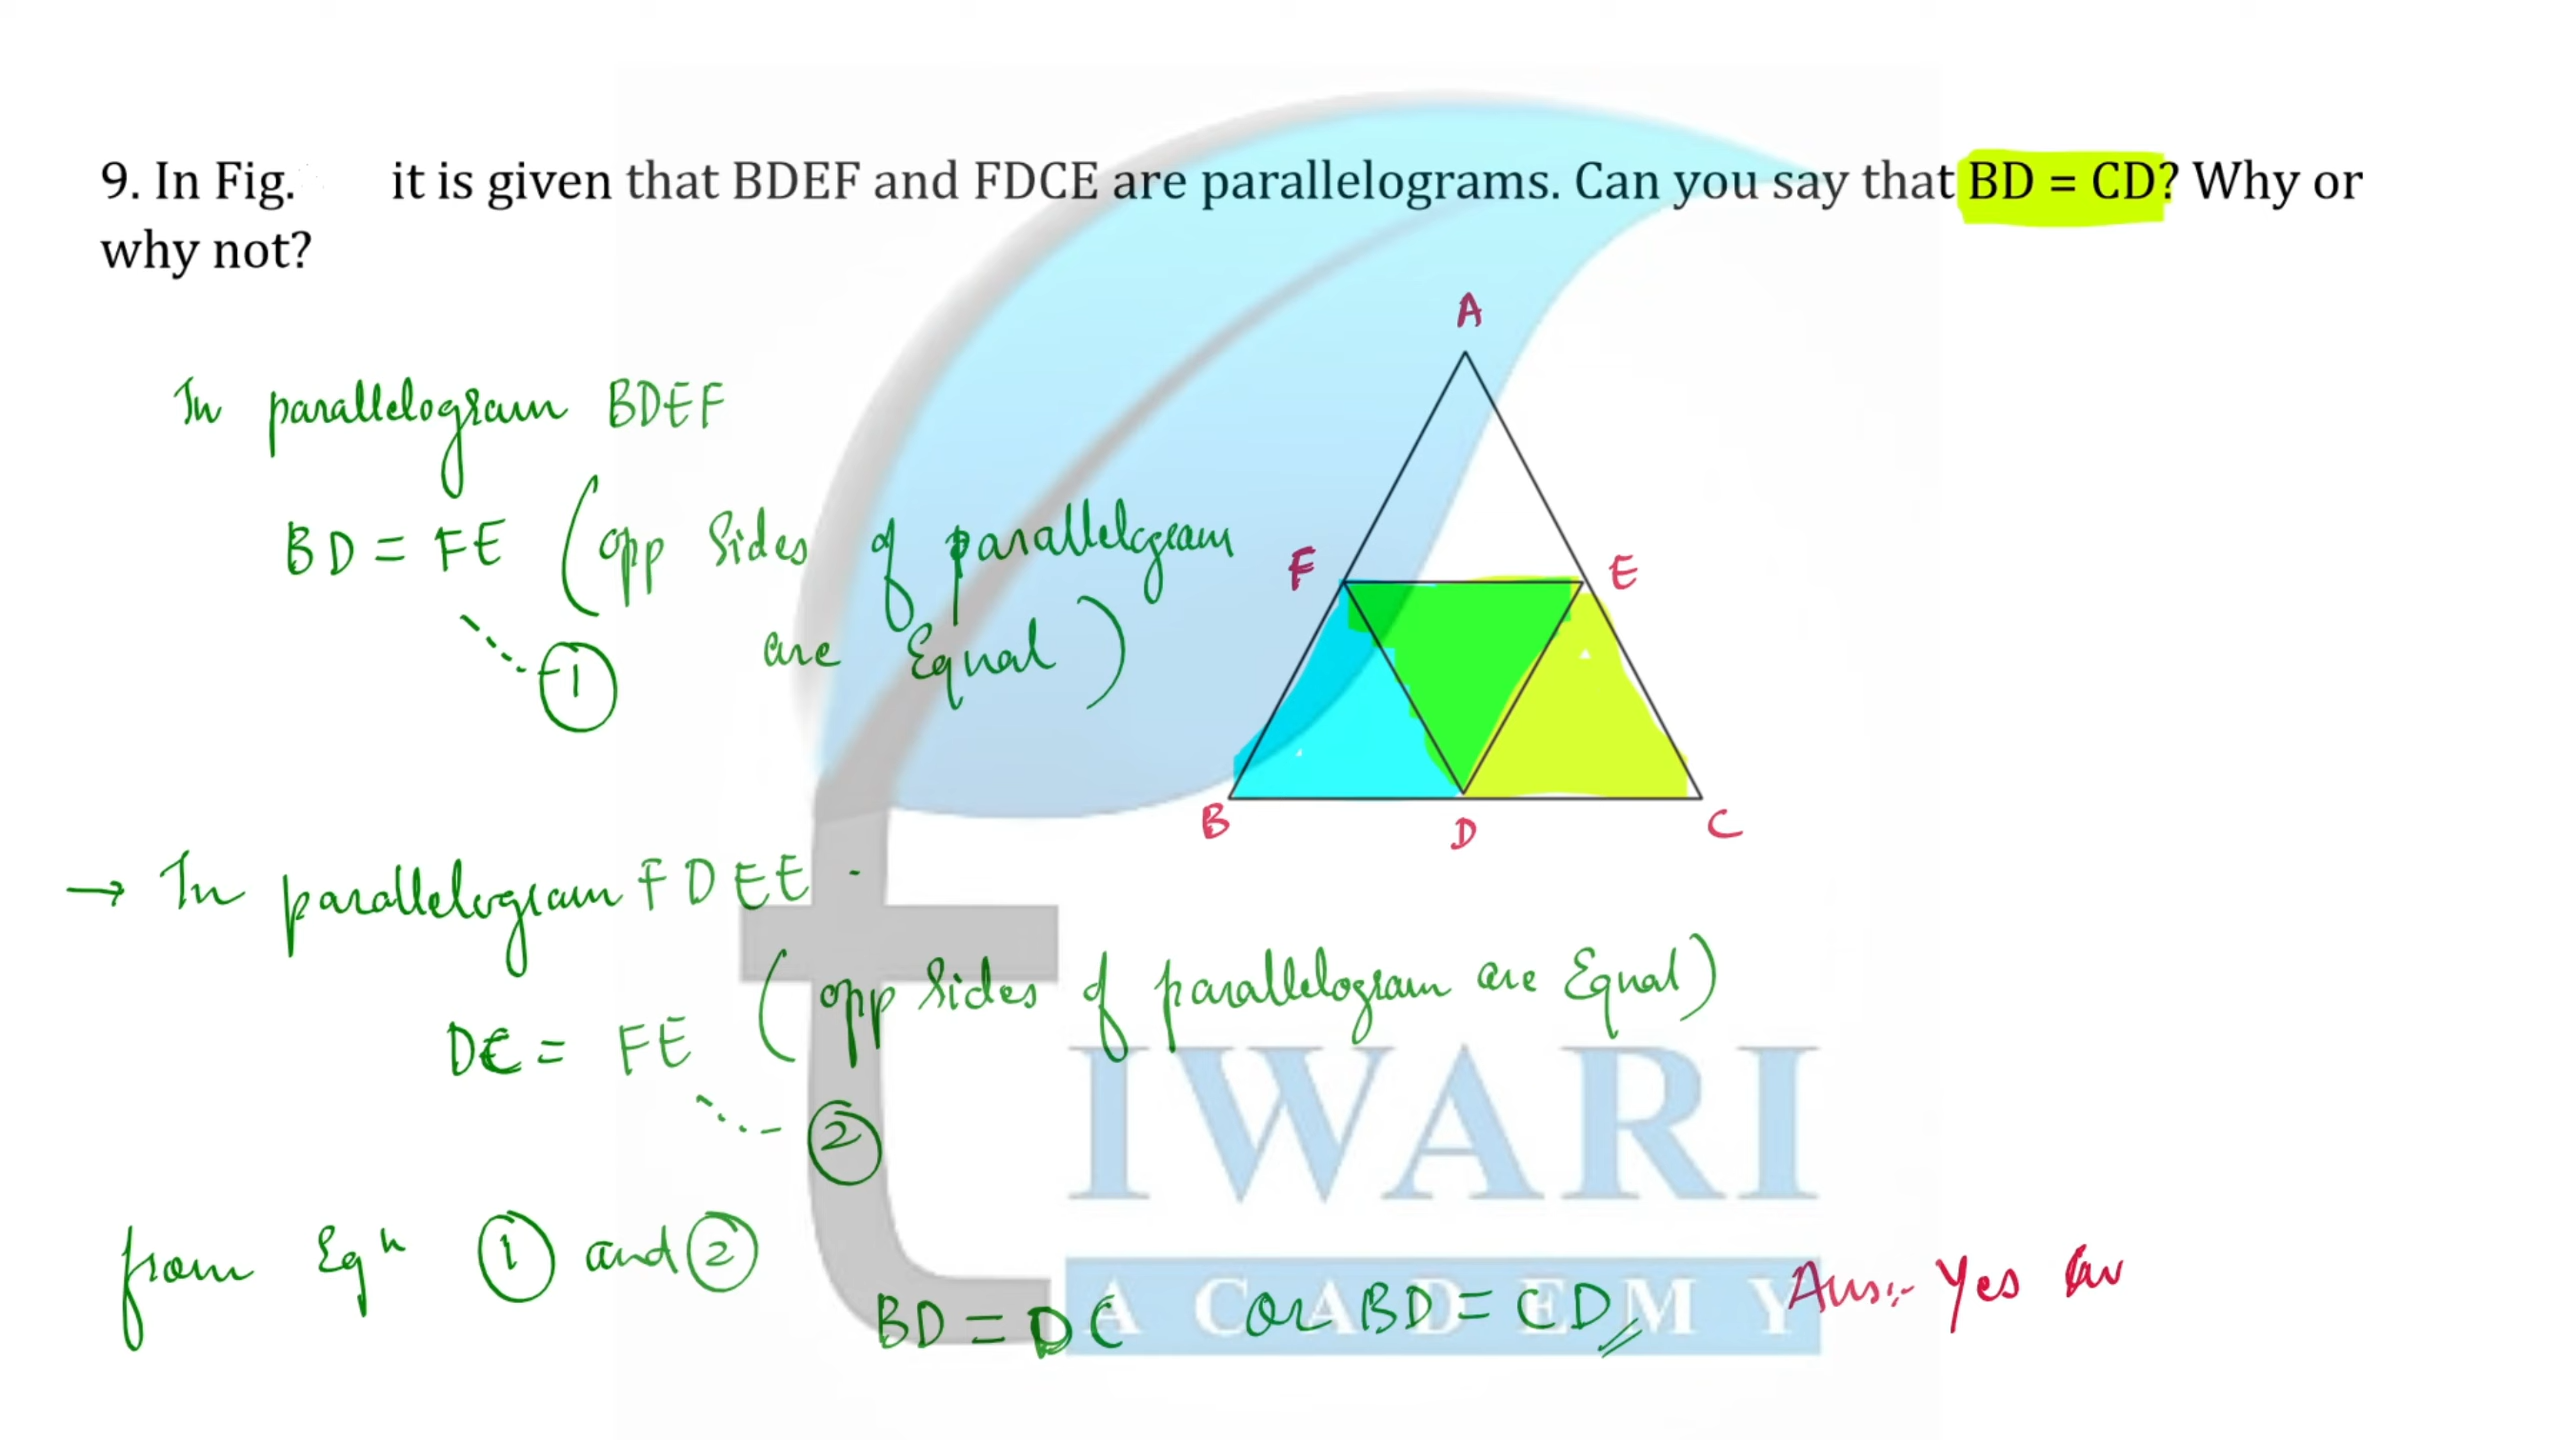 9. In Fig. it is given that BDEF and FDCE are parallelograms. Can you say that BD = CD? Why or
why not?
A
In parallelogram BDEF
BD = FE (opp sides of parallelogram
are Equal)
F E
1
B D C
→ In parallelogram FDEE.
(opp sides of parallelogram are Equal)
DC = FE
2
from Eqn 1 and 2
BD = DC or BD = CD
Ans:- Yes
t IWARI
ACADEMY